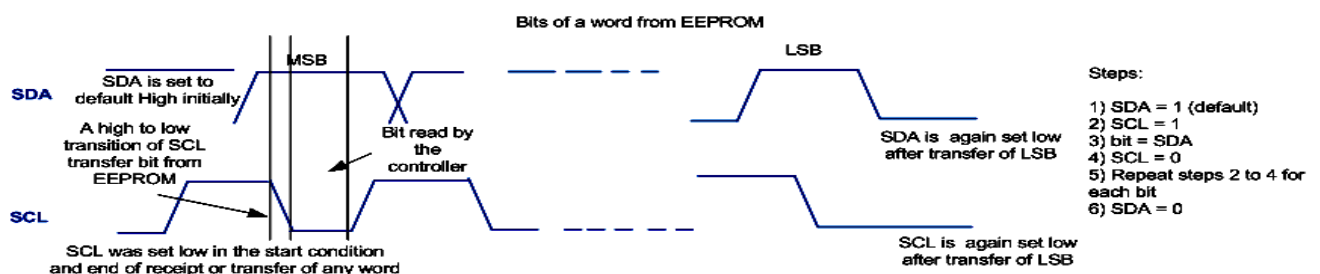 Bits of a word from EEPROM
MSB
LSB
SDA
SDA is set to
default High initially
A high to low
transition of SCL
transfer bit from
EEPROM
Bit read by
the
controller
SDA is again set low
after transfer of LSB
SCL
SCL was set low in the start condition
and end of receipt or transfer of any word
SCL is again set low
after transfer of LSB
Steps:
1) SDA = 1 (default)
2) SCL = 1
3) bit = SDA
4) SCL = 0
5) Repeat steps 2 to 4 for
each bit
6) SDA = 0